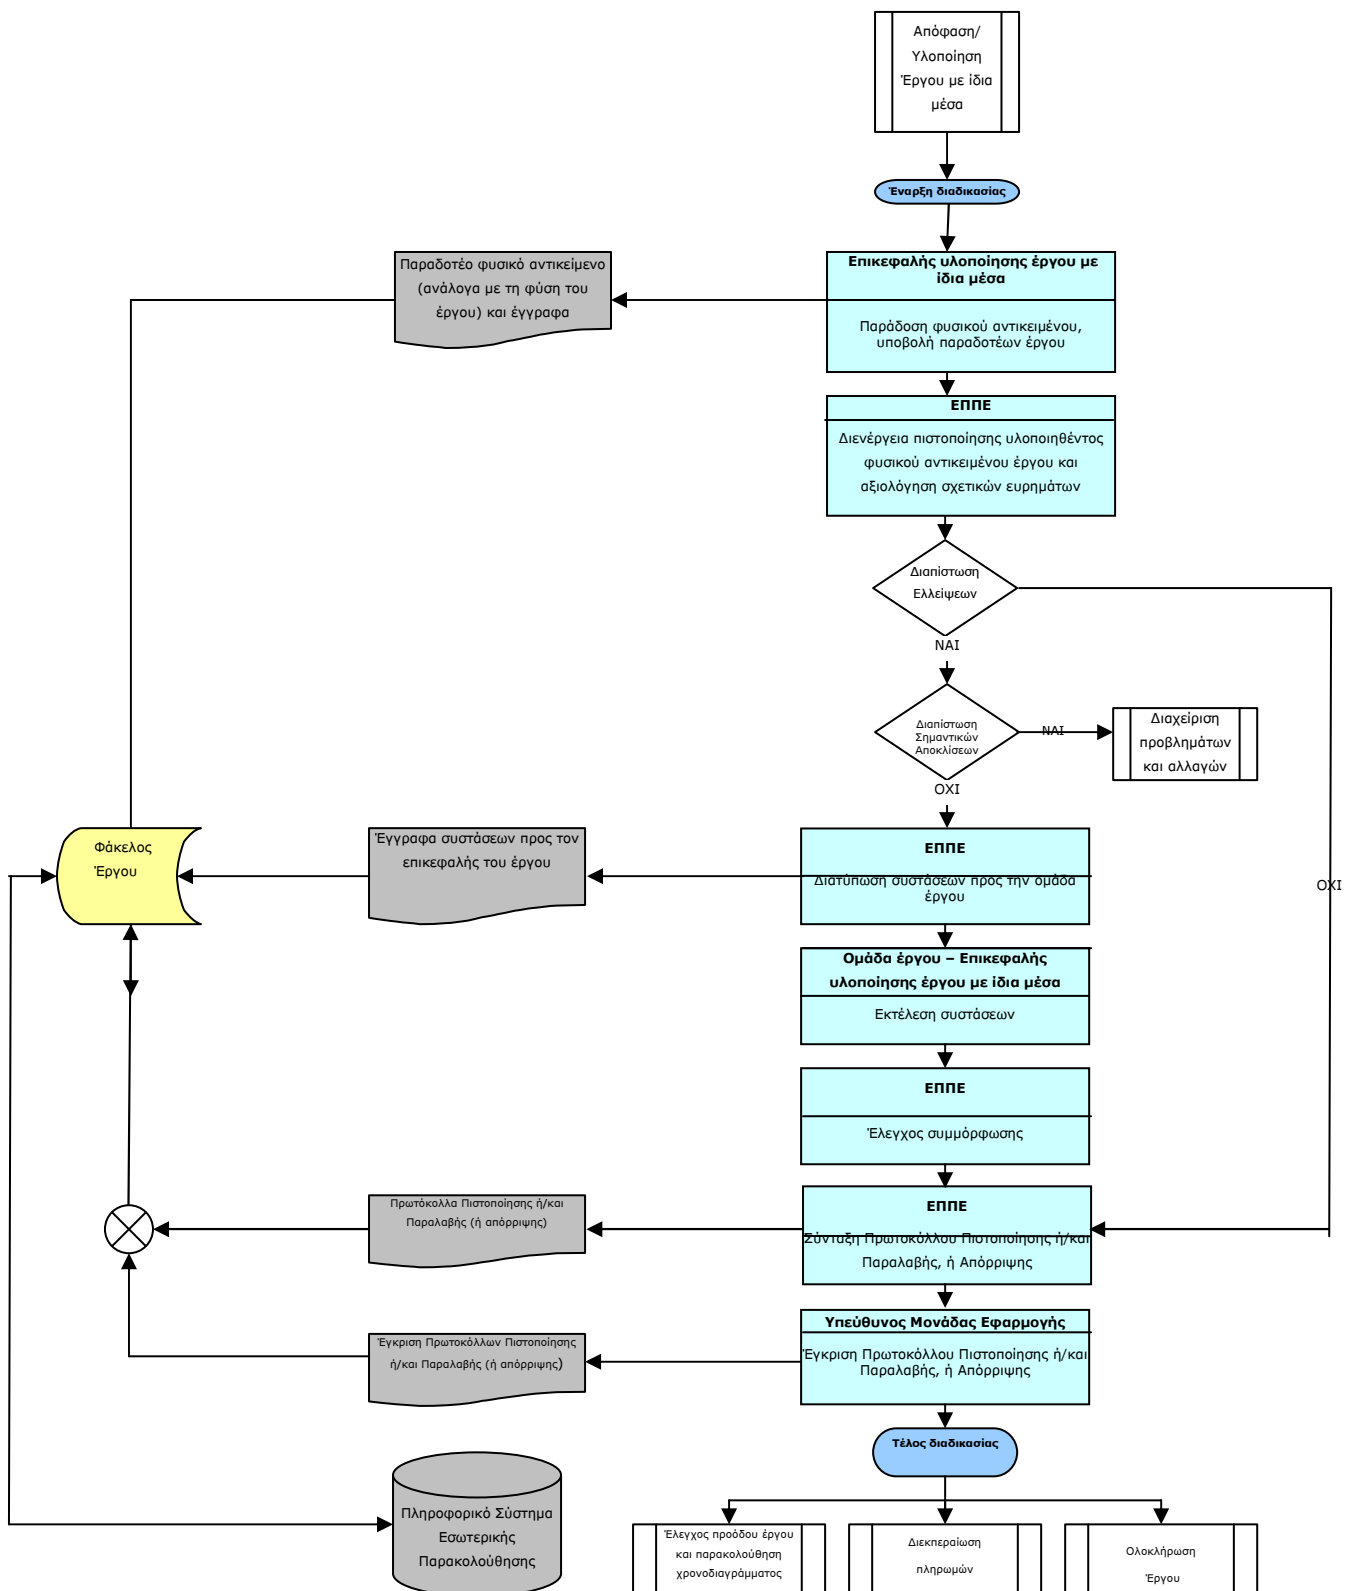 Απόφαση/
Υλοποίηση
Έργου με ίδια
μέσα
Έναρξη διαδικασίας
Παραδοτέο φυσικό αντικείμενο
(ανάλογα με τη φύση του
έργου) και έγγραφα
Επικεφαλής υλοποίησης έργου με
ίδια μέσα
Παράδοση φυσικού αντικειμένου,
υποβολή παραδοτέων έργου
ΕΠΠΕ
Διενέργεια πιστοποίησης υλοποιηθέντος
φυσικού αντικειμένου έργου και
αξιολόγηση σχετικών ευρημάτων
Διαπίστωση
Ελλείψεων
ΝΑΙ
Διαπίστωση
Σημαντικών
Αποκλίσεων
ΝΑΙ
Διαχείριση
προβλημάτων
και αλλαγών
ΟΧΙ
Φάκελος
Έργου
Έγγραφα συστάσεων προς τον
επικεφαλής του έργου
ΕΠΠΕ
Διατύπωση συστάσεων προς την ομάδα
έργου
ΟΧΙ
Ομάδα έργου – Επικεφαλής
υλοποίησης έργου με ίδια μέσα
Εκτέλεση συστάσεων
ΕΠΠΕ
Έλεγχος συμμόρφωσης
Πρωτόκολλα Πιστοποίησης ή/και
Παραλαβής (ή απόρριψης)
ΕΠΠΕ
Σύνταξη Πρωτοκόλλου Πιστοποίησης ή/και
Παραλαβής, ή Απόρριψης
Έγκριση Πρωτοκόλλων Πιστοποίησης
ή/και Παραλαβής (ή απόρριψης)
Υπεύθυνος Μονάδας Εφαρμογής
Έγκριση Πρωτοκόλλου Πιστοποίησης ή/και
Παραλαβής, ή Απόρριψης
Τέλος διαδικασίας
Πληροφορικό Σύστημα
Εσωτερικής
Παρακολούθησης
Έλεγχος προόδου έργου
και παρακολούθηση
χρονοδιαγράμματος
Διεκπεραίωση
πληρωμών
Ολοκλήρωση
Έργου